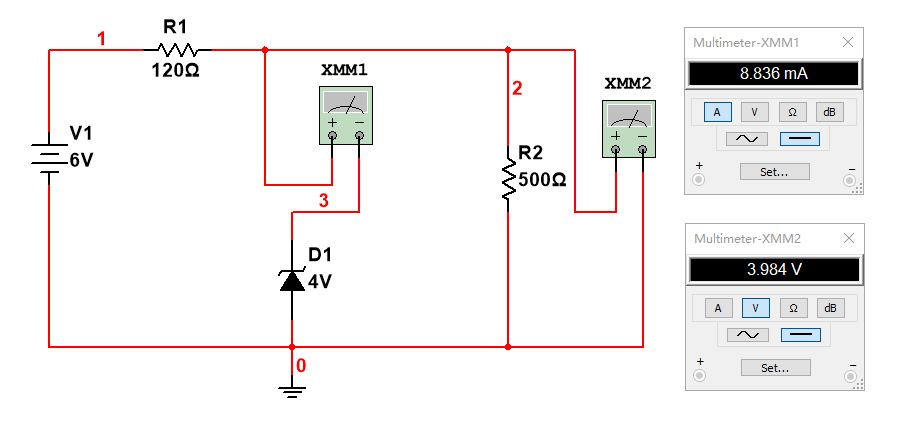 1
R1
120Ω
XMM1
+ −
XMM2
+ −
2
V1
6V
R2
500Ω
3
D1
4V
0
Multimeter-XMM1
8.836 mA
A V Ω dB
+ Set... −
Multimeter-XMM2
3.984 V
A V Ω dB
+ Set... −